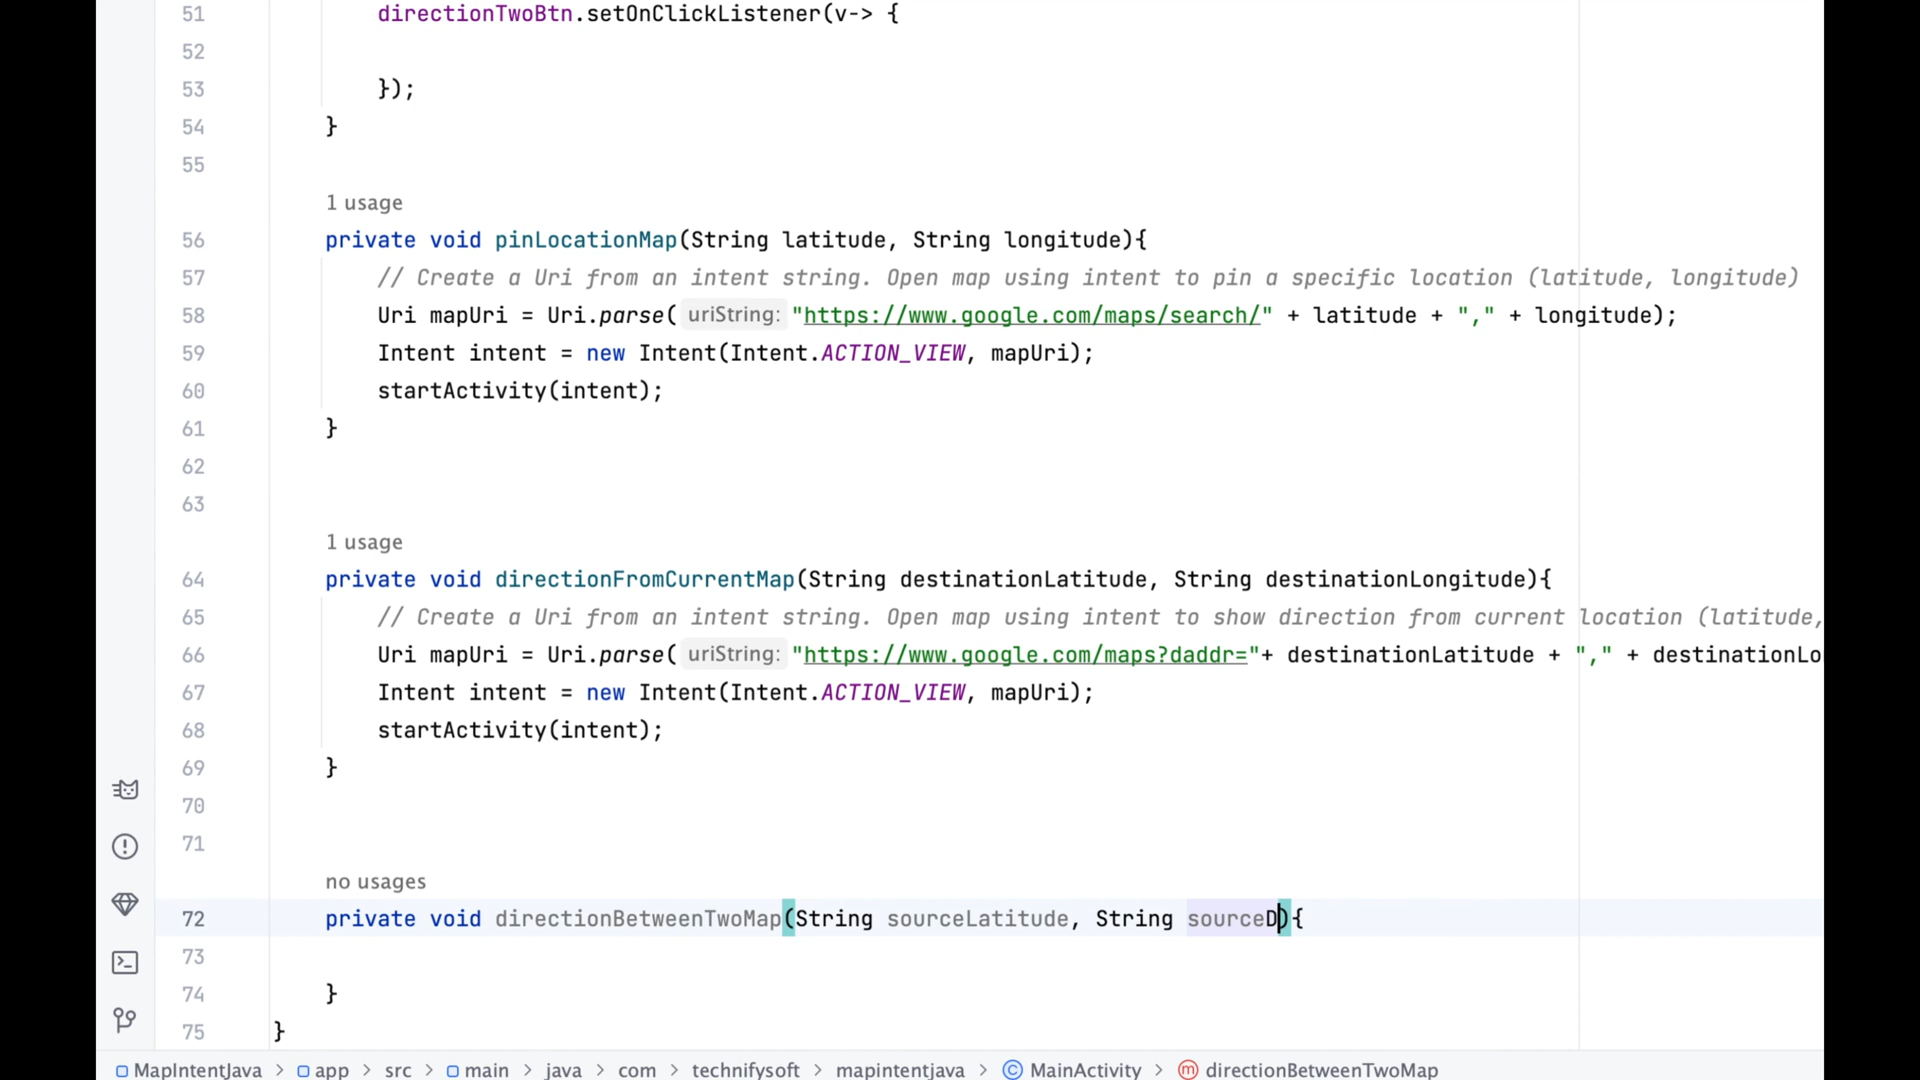 51 directionTwoBtn.setOnClickListener(v-> {
52
53 });
54 }
55
1 usage
56 private void pinLocationMap(String latitude, String longitude){
57 // Create a Uri from an intent string. Open map using intent to pin a specific location (latitude, longitude)
58 Uri mapUri = Uri.parse( uriString: "https://www.google.com/maps/search/" + latitude + "," + longitude);
59 Intent intent = new Intent(Intent.ACTION_VIEW, mapUri);
60 startActivity(intent);
61 }
62
63
1 usage
64 private void directionFromCurrentMap(String destinationLatitude, String destinationLongitude){
65 // Create a Uri from an intent string. Open map using intent to show direction from current location (latitude,
66 Uri mapUri = Uri.parse( uriString: "https://www.google.com/maps?daddr="+ destinationLatitude + "," + destinationLo
67 Intent intent = new Intent(Intent.ACTION_VIEW, mapUri);
68 startActivity(intent);
69 }
70
71
no usages
72 private void directionBetweenTwoMap(String sourceLatitude, String sourceD){
73
74 }
75 }
MapIntentJava > app > src > main > java > com > technifysoft > mapintentjava > MainActivity > directionBetweenTwoMap